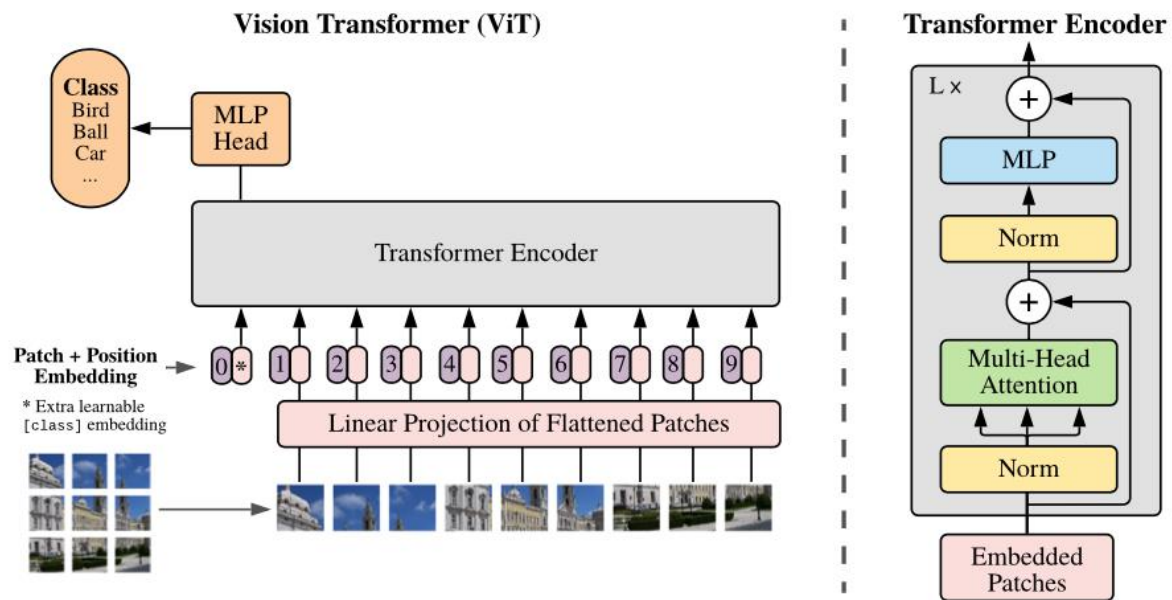 Vision Transformer (ViT)
Class
Bird
Ball
Car
...
MLP
Head
Transformer Encoder
Patch + Position
Embedding
* Extra learnable
[class] embedding
0 *
1
2
3
4
5
6
7
8
9
Linear Projection of Flattened Patches
Transformer Encoder
L ×
+
MLP
Norm
+
Multi-Head
Attention
Norm
Embedded
Patches